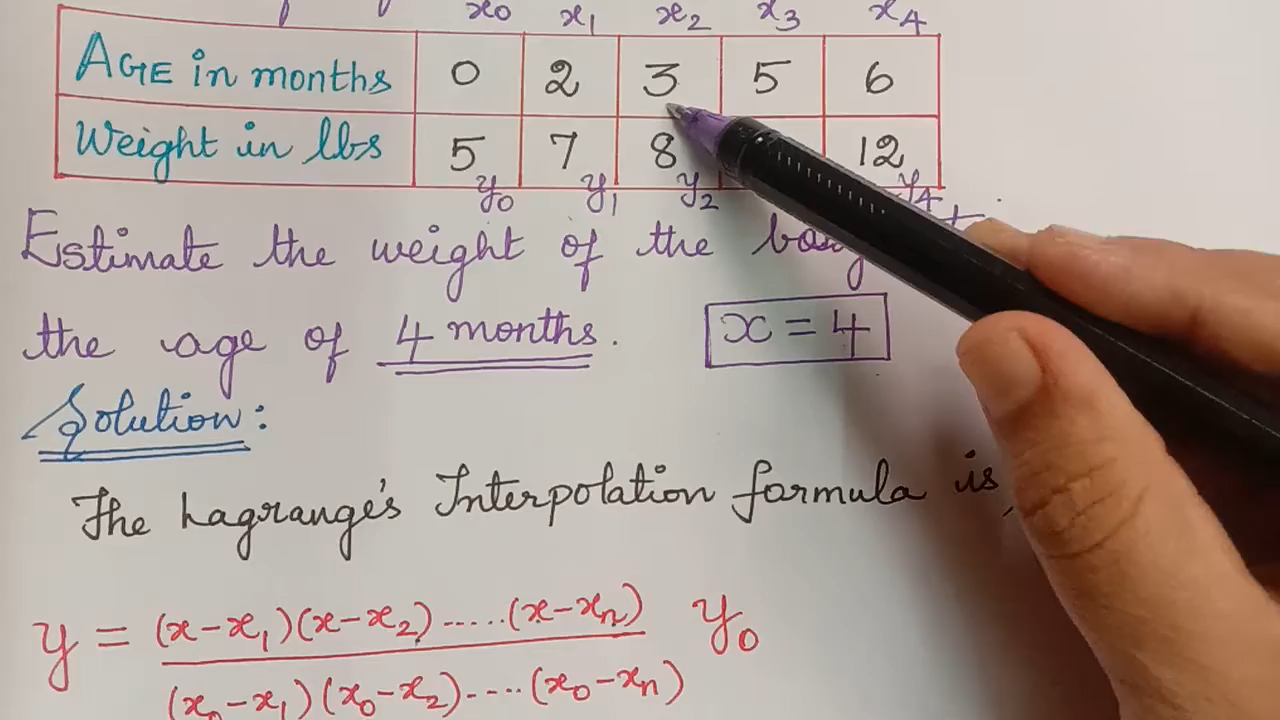 x0 x1 x2 x3 x4
AGE in months 0 2 3 5 6
Weight in lbs 5 7 8 12
y0 y1 y2 y4
Estimate the weight of the
the age of 4 months. x = 4
Solution:
The Lagrange's Interpolation formula is,
y = (x-x1)(x-x2).....(x-xn) y0
(x0-x1)(x0-x2)....(x0-xn)